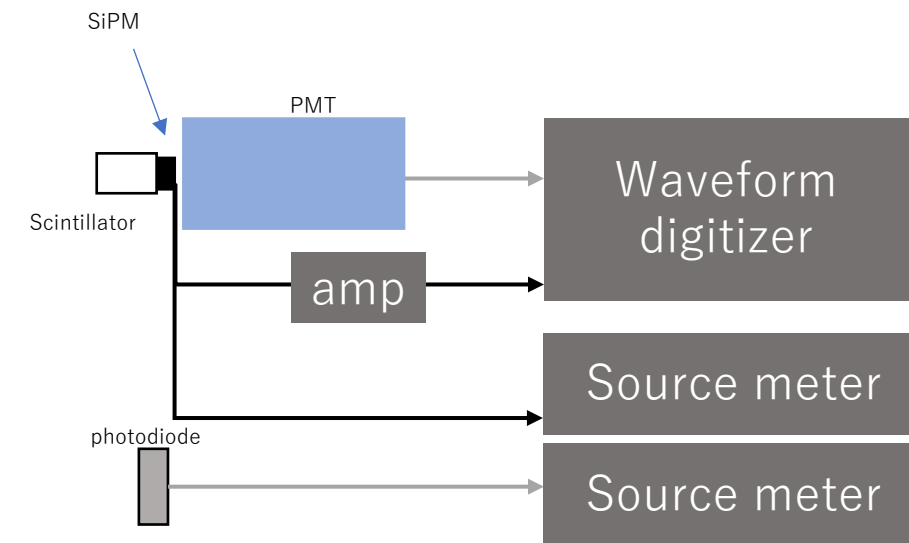 SiPM
PMT
Waveform
digitizer
Scintillator
amp
Source meter
photodiode
Source meter